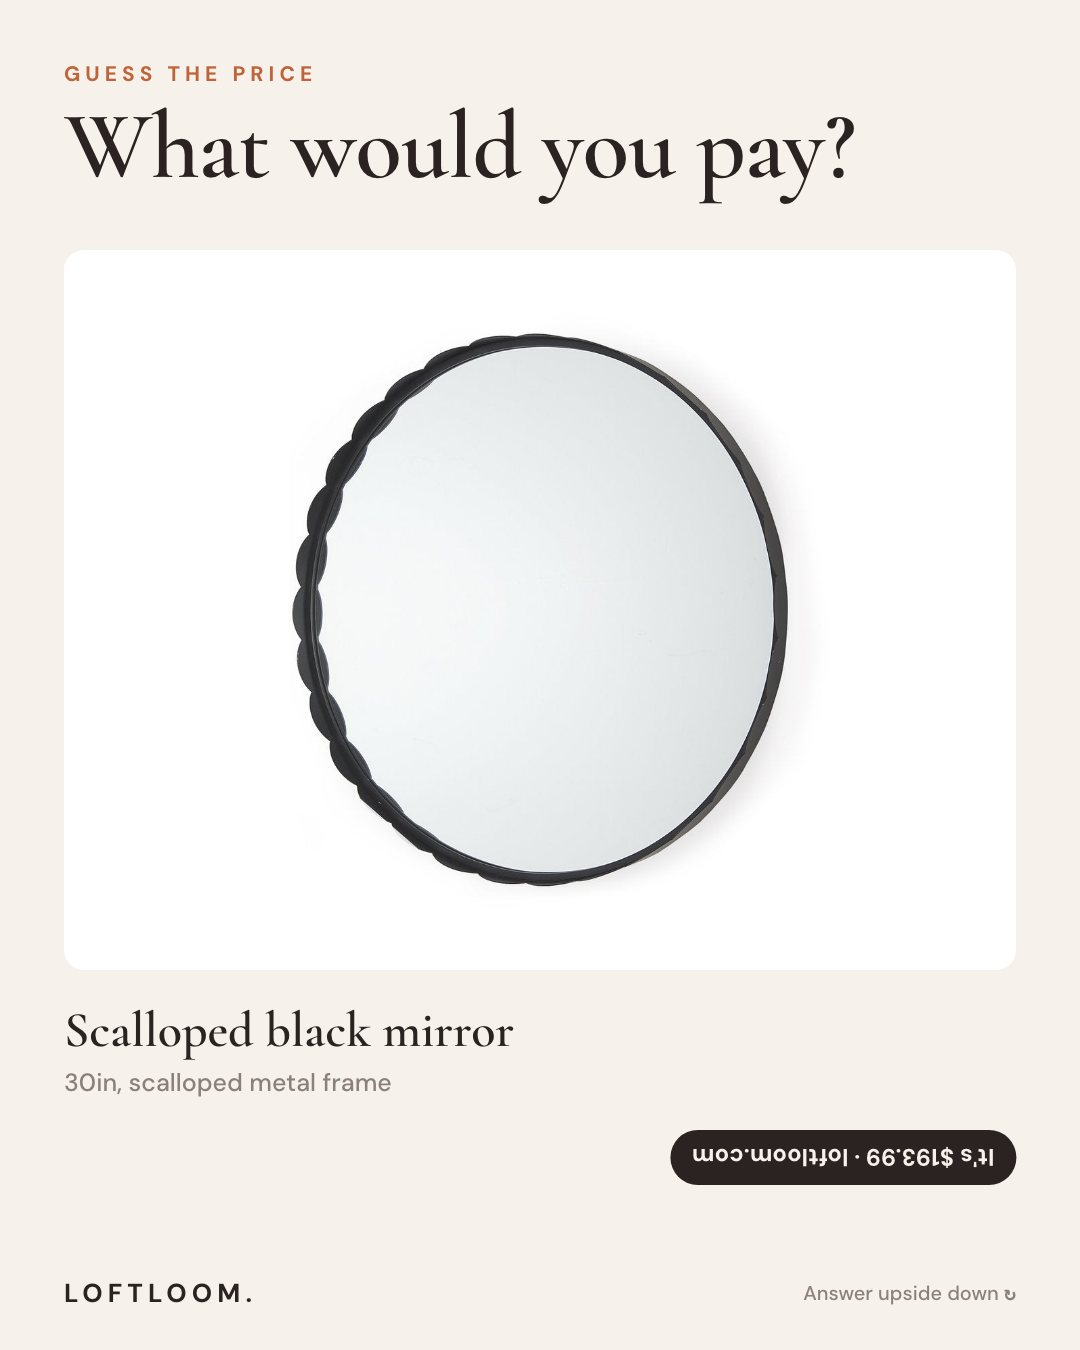 GUESS THE PRICE
What would you pay?
Scalloped black mirror
30in, scalloped metal frame
It's $193.99 · loftloom.com
LOFTLOOM.
Answer upside down ↻